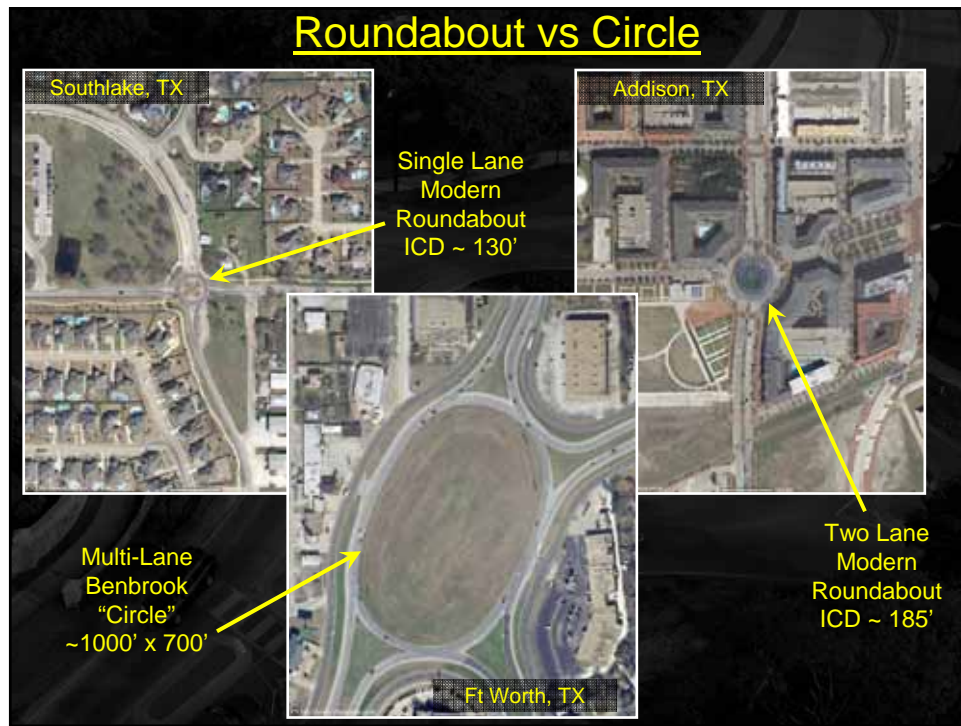 Roundabout vs Circle
Southlake, TX
Addison, TX
Single Lane
Modern
Roundabout
ICD ~ 130’
Multi-Lane
Benbrook
“Circle”
~1000’ x 700’
Two Lane
Modern
Roundabout
ICD ~ 185’
Ft Worth, TX